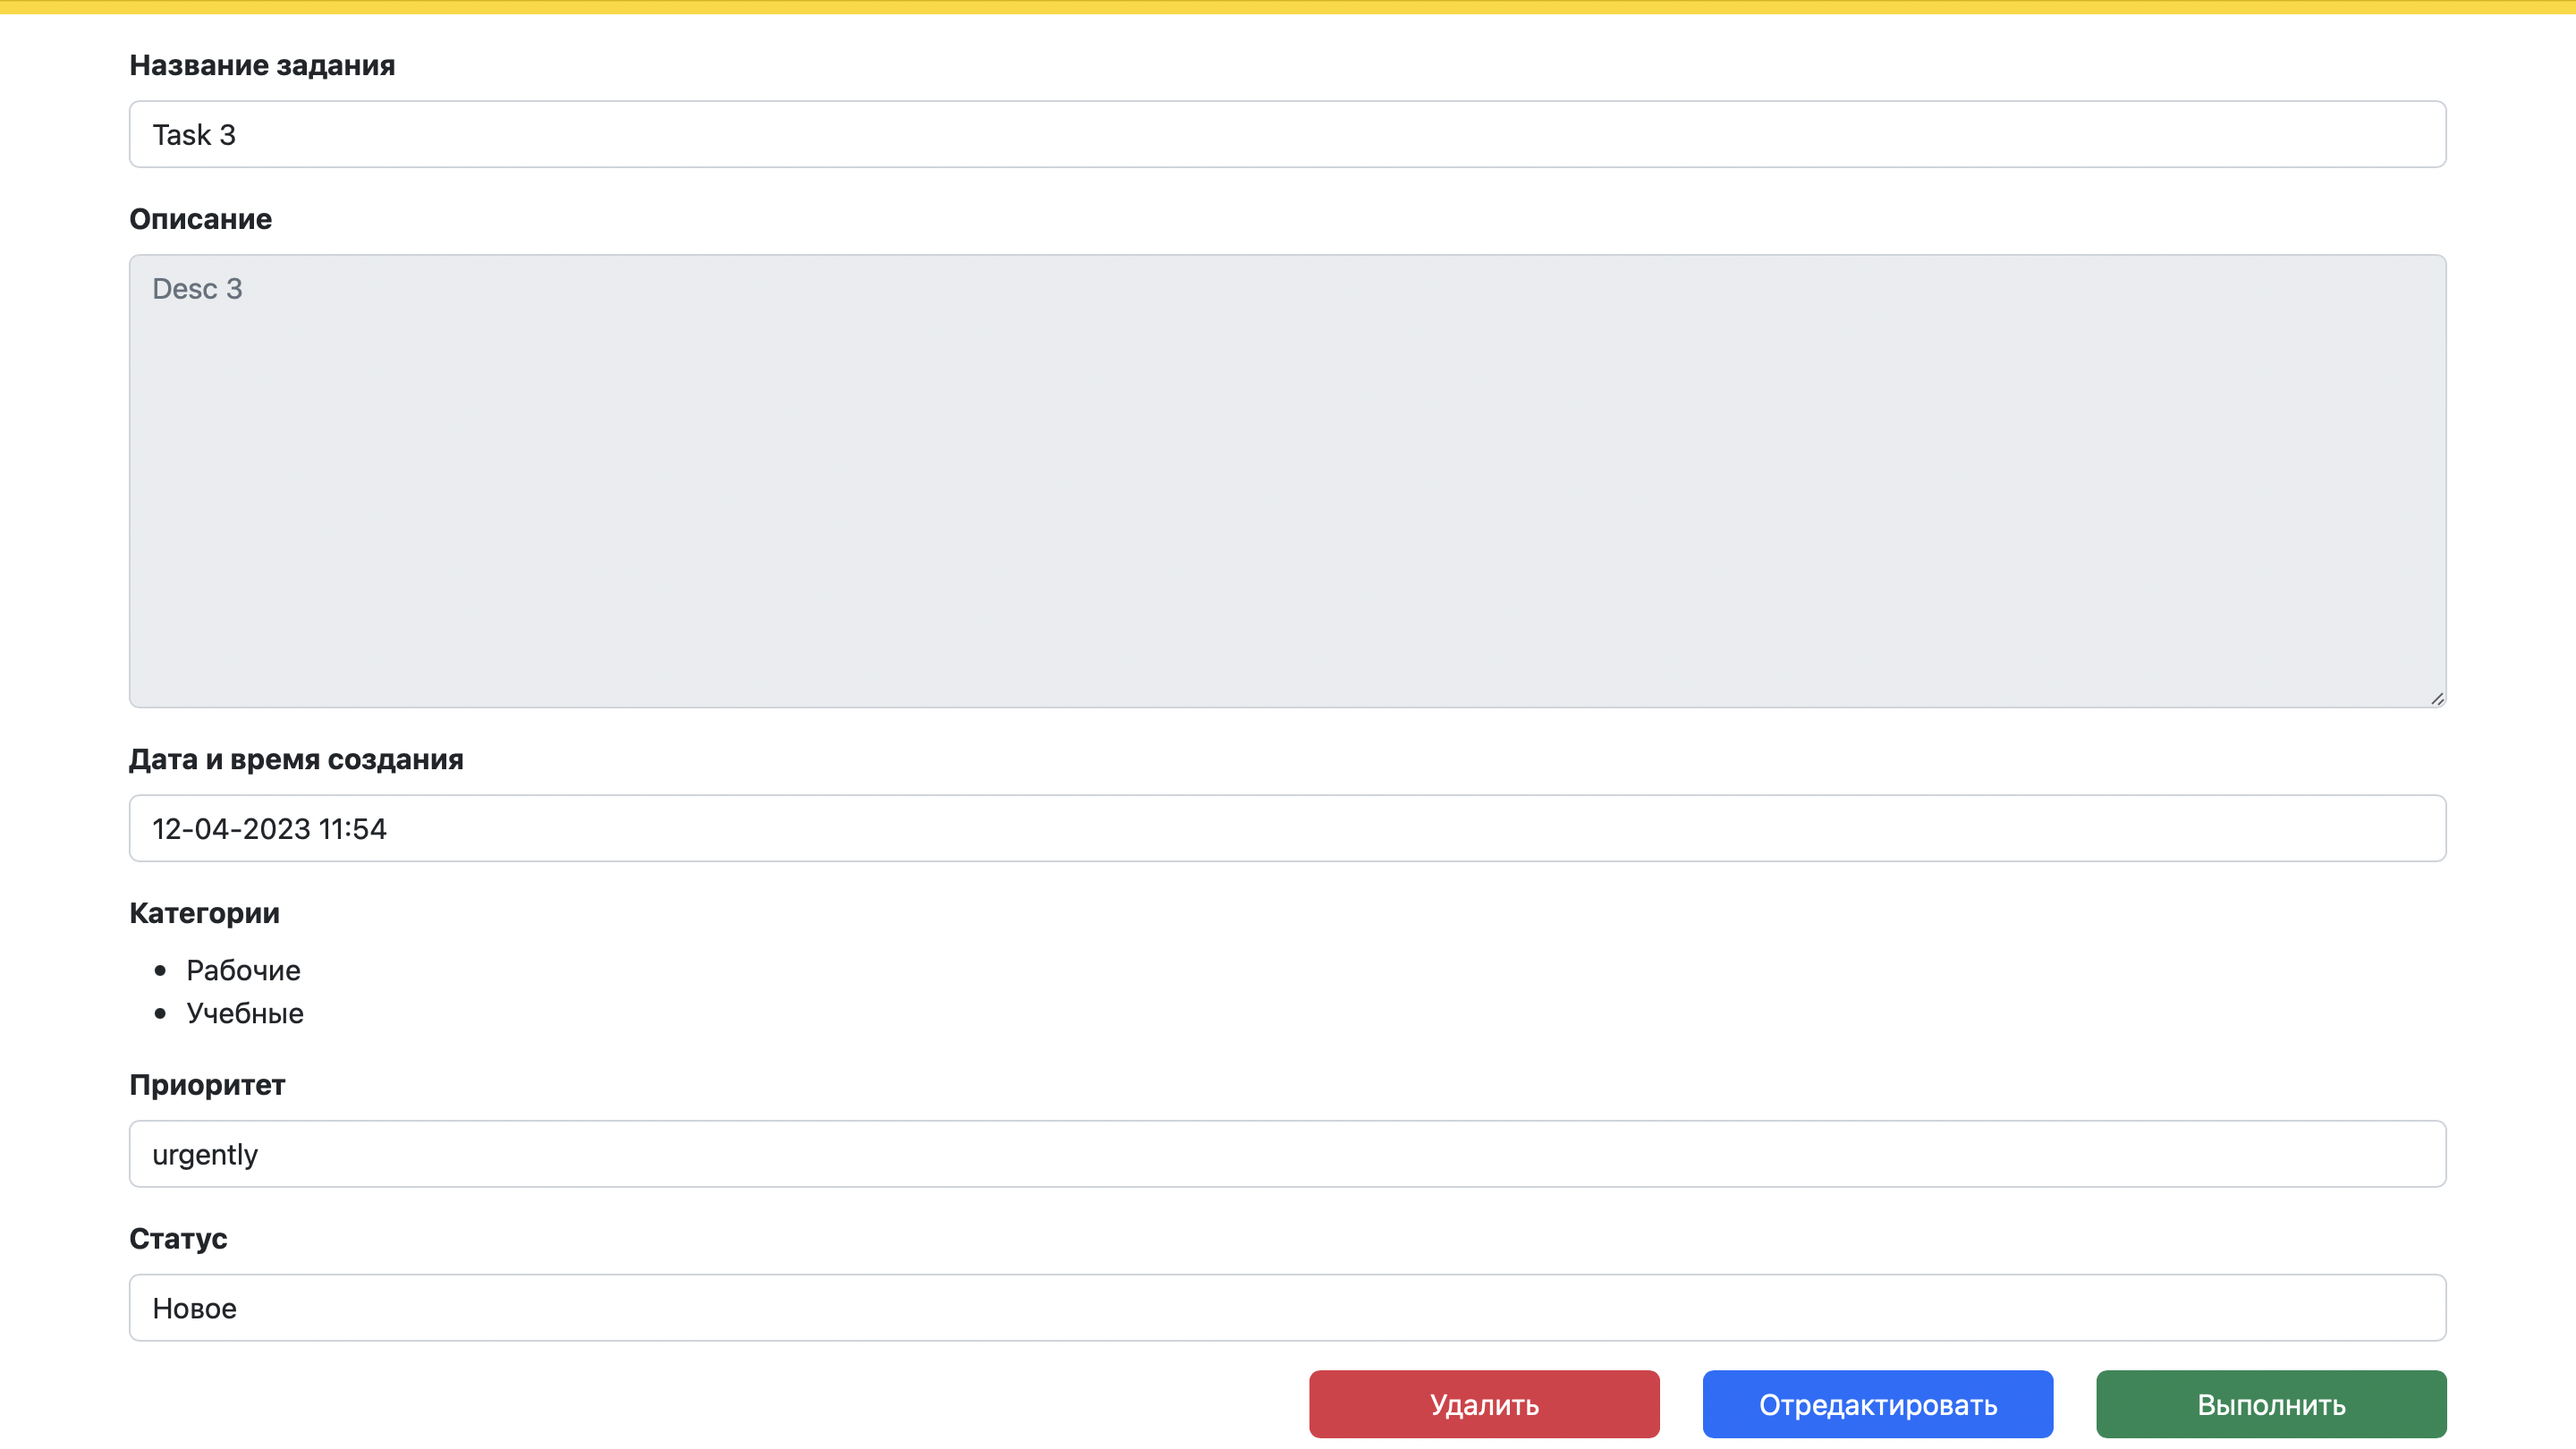 Название задания
Task 3
Описание
Desc 3
Дата и время создания
12-04-2023 11:54
Категории
Рабочие
Учебные
Приоритет
urgently
Статус
Новое
Удалить Отредактировать Выполнить